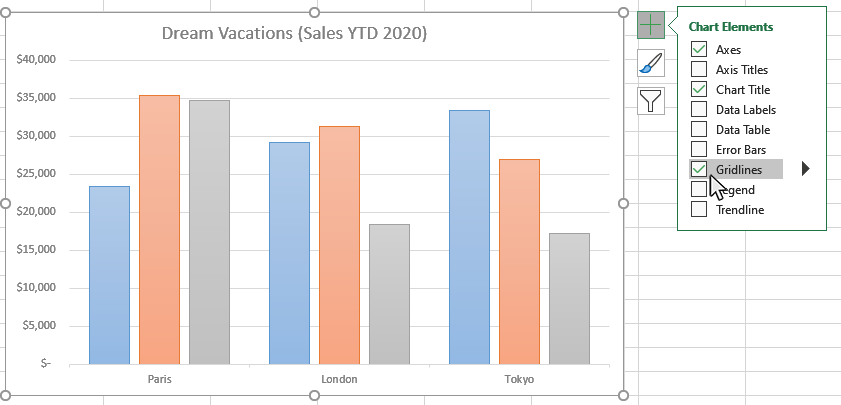 Dream Vacations (Sales YTD 2020)
$40,000
$35,000
$30,000
$25,000
$20,000
$15,000
$10,000
$5,000
$-
Paris
London
Tokyo
Chart Elements
Axes
Axis Titles
Chart Title
Data Labels
Data Table
Error Bars
Gridlines
Legend
Trendline